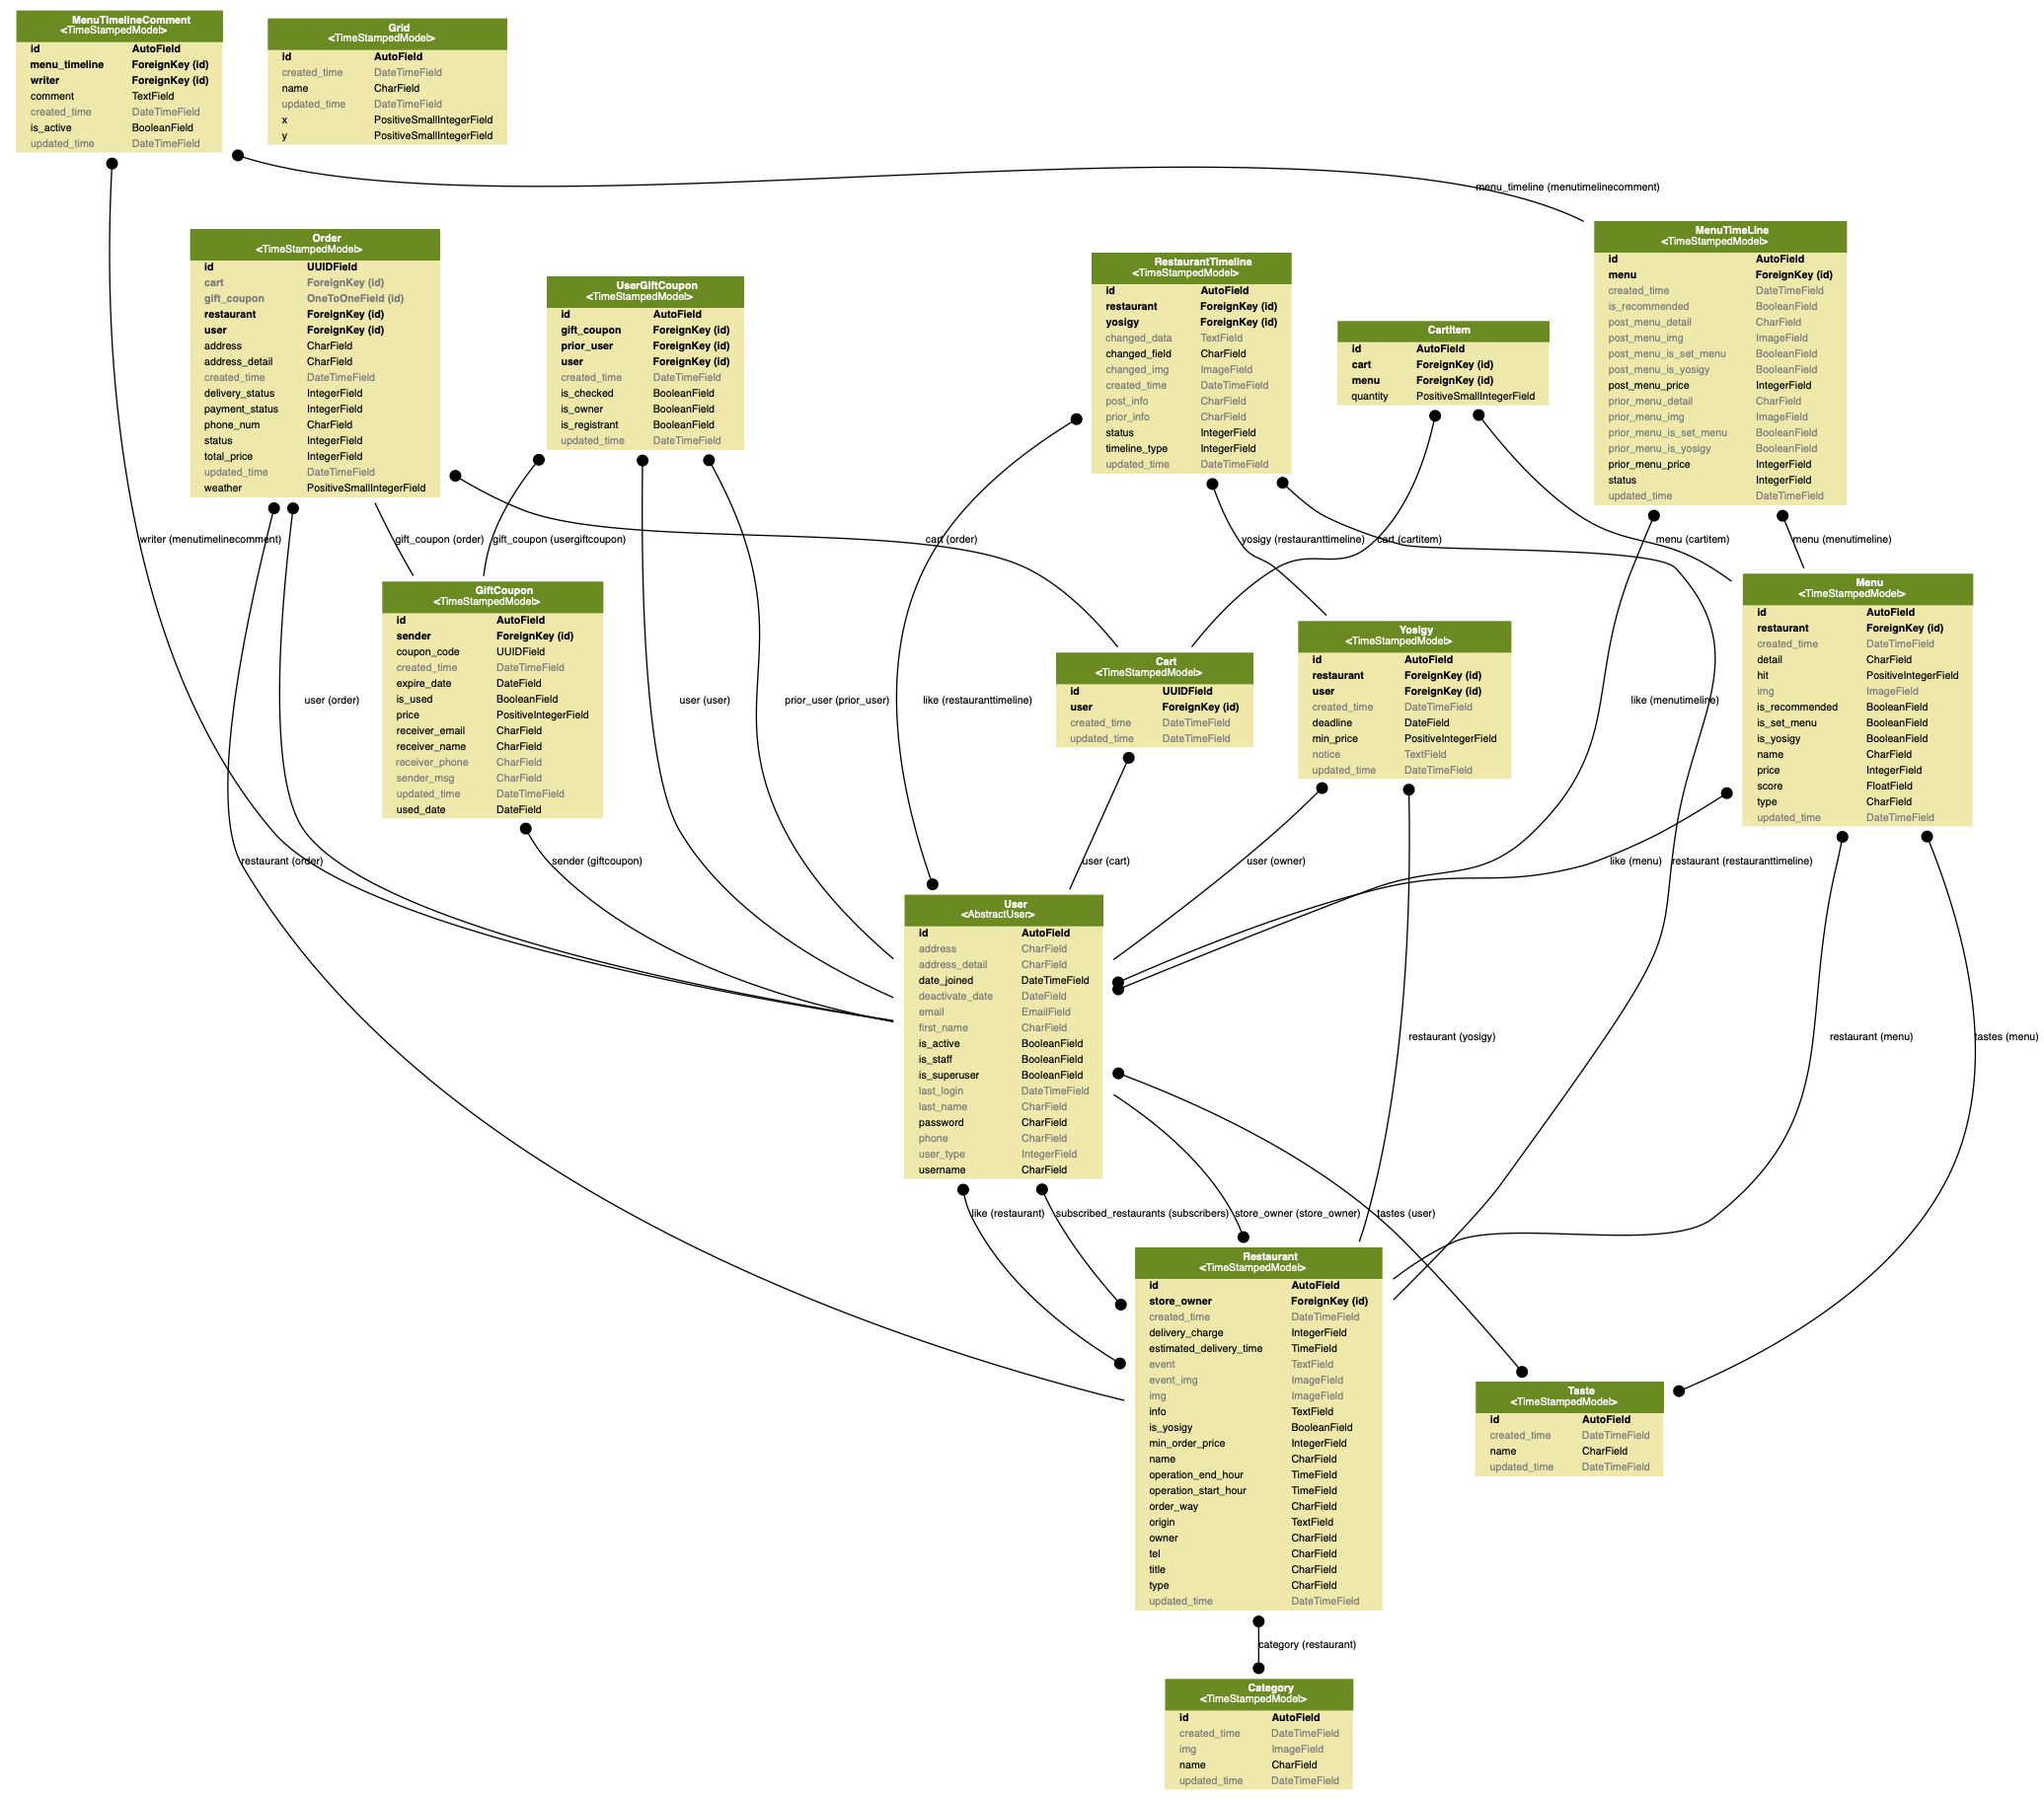 MenuTimelineComment
<TimeStampedModel>
id AutoField
menu_timeline ForeignKey (id)
writer ForeignKey (id)
comment TextField
created_time DateTimeField
is_active BooleanField
updated_time DateTimeField
Grid
<TimeStampedModel>
id AutoField
created_time DateTimeField
name CharField
updated_time DateTimeField
x PositiveSmallIntegerField
y PositiveSmallIntegerField
menu_timeline (menutimelinecomment)
Order
<TimeStampedModel>
id UUIDField
cart ForeignKey (id)
gift_coupon OneToOneField (id)
restaurant ForeignKey (id)
user ForeignKey (id)
address CharField
address_detail CharField
created_time DateTimeField
delivery_status IntegerField
payment_status IntegerField
phone_num CharField
status IntegerField
total_price IntegerField
updated_time DateTimeField
weather PositiveSmallIntegerField
UserGiftCoupon
<TimeStampedModel>
id AutoField
gift_coupon ForeignKey (id)
prior_user ForeignKey (id)
user ForeignKey (id)
created_time DateTimeField
is_checked BooleanField
is_owner BooleanField
is_registrant BooleanField
updated_time DateTimeField
RestaurantTimeline
<TimeStampedModel>
id AutoField
restaurant ForeignKey (id)
yosigy ForeignKey (id)
changed_data TextField
changed_field CharField
changed_img ImageField
created_time DateTimeField
post_info CharField
prior_info CharField
status IntegerField
timeline_type IntegerField
updated_time DateTimeField
CartItem
id AutoField
cart ForeignKey (id)
menu ForeignKey (id)
quantity PositiveSmallIntegerField
MenuTimeLine
<TimeStampedModel>
id AutoField
menu ForeignKey (id)
created_time DateTimeField
is_recommended BooleanField
post_menu_detail CharField
post_menu_img ImageField
post_menu_is_set_menu BooleanField
post_menu_is_yosigy BooleanField
post_menu_price IntegerField
prior_menu_detail CharField
prior_menu_img ImageField
prior_menu_is_set_menu BooleanField
prior_menu_is_yosigy BooleanField
prior_menu_price IntegerField
status IntegerField
updated_time DateTimeField
writer (menutimelinecomment)
gift_coupon (order)
gift_coupon (usergiftcoupon)
cart (order)
yosigy (restauranttimeline)
cart (cartitem)
menu (cartitem)
menu (menutimeline)
GiftCoupon
<TimeStampedModel>
id AutoField
sender ForeignKey (id)
coupon_code UUIDField
created_time DateTimeField
expire_date DateField
is_used BooleanField
price PositiveIntegerField
receiver_email CharField
receiver_name CharField
receiver_phone CharField
sender_msg CharField
updated_time DateTimeField
used_date DateField
Cart
<TimeStampedModel>
id UUIDField
user ForeignKey (id)
created_time DateTimeField
updated_time DateTimeField
Yosigy
<TimeStampedModel>
id AutoField
restaurant ForeignKey (id)
user ForeignKey (id)
created_time DateTimeField
deadline DateField
min_price PositiveIntegerField
notice TextField
updated_time DateTimeField
Menu
<TimeStampedModel>
id AutoField
restaurant ForeignKey (id)
created_time DateTimeField
detail CharField
hit PositiveIntegerField
img ImageField
is_recommended BooleanField
is_set_menu BooleanField
is_yosigy BooleanField
name CharField
price IntegerField
score FloatField
type CharField
updated_time DateTimeField
user (order)
user (user)
prior_user (prior_user)
like (restauranttimeline)
like (menutimeline)
restaurant (order)
sender (giftcoupon)
user (cart)
user (owner)
like (menu)
restaurant (restauranttimeline)
User
<AbstractUser>
id AutoField
address CharField
address_detail CharField
date_joined DateTimeField
deactivate_date DateField
email EmailField
first_name CharField
is_active BooleanField
is_staff BooleanField
is_superuser BooleanField
last_login DateTimeField
last_name CharField
password CharField
phone CharField
user_type IntegerField
username CharField
restaurant (yosigy)
restaurant (menu)
tastes (menu)
like (restaurant)
subscribed_restaurants (subscribers)
store_owner (store_owner)
tastes (user)
Restaurant
<TimeStampedModel>
id AutoField
store_owner ForeignKey (id)
created_time DateTimeField
delivery_charge IntegerField
estimated_delivery_time TimeField
event TextField
event_img ImageField
img ImageField
info TextField
is_yosigy BooleanField
min_order_price IntegerField
name CharField
operation_end_hour TimeField
operation_start_hour TimeField
order_way CharField
origin TextField
owner CharField
tel CharField
title CharField
type CharField
updated_time DateTimeField
Taste
<TimeStampedModel>
id AutoField
created_time DateTimeField
name CharField
updated_time DateTimeField
category (restaurant)
Category
<TimeStampedModel>
id AutoField
created_time DateTimeField
img ImageField
name CharField
updated_time DateTimeField